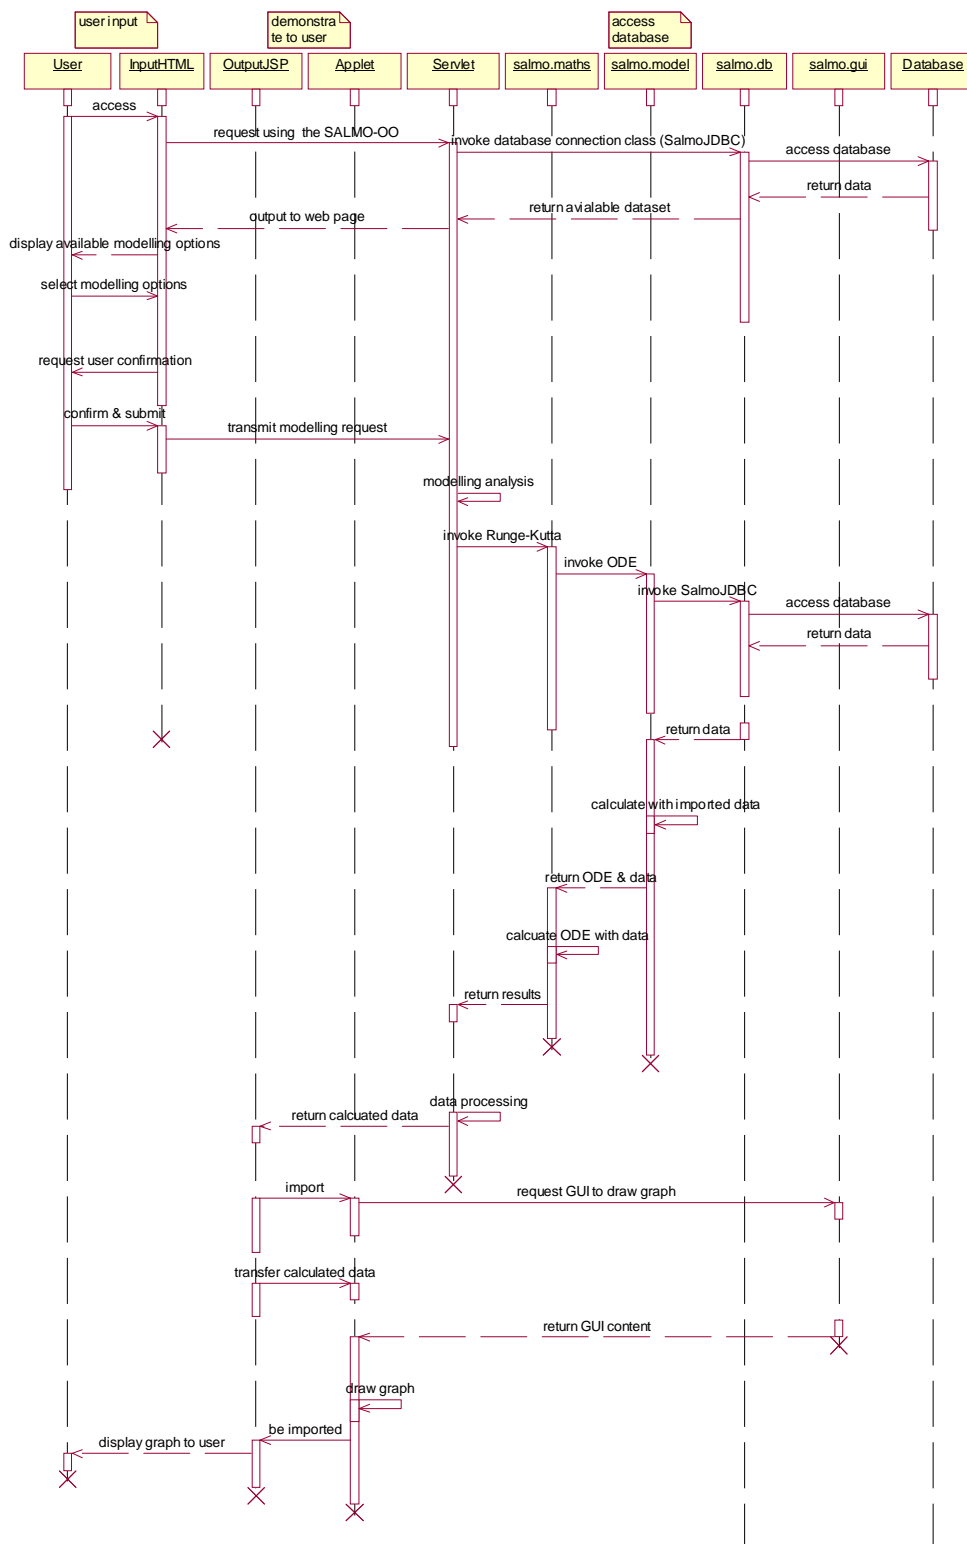 user input
demonstra
te to user
access
database
User
InputHTML
OutputJSP
Applet
Servlet
salmo.maths
salmo.model
salmo.db
salmo.gui
Database
access
request using the SALMO-OO
invoke database connection class (SalmoJDBC)
access database
return data
return avialable dataset
output to web page
display available modelling options
select modelling options
request user confirmation
confirm & submit
transmit modelling request
modelling analysis
invoke Runge-Kutta
invoke ODE
invoke SalmoJDBC
access database
return data
return data
calculate with imported data
return ODE & data
calcuate ODE with data
return results
data processing
return calcuated data
import
request GUI to draw graph
transfer calculated data
return GUI content
draw graph
be imported
display graph to user